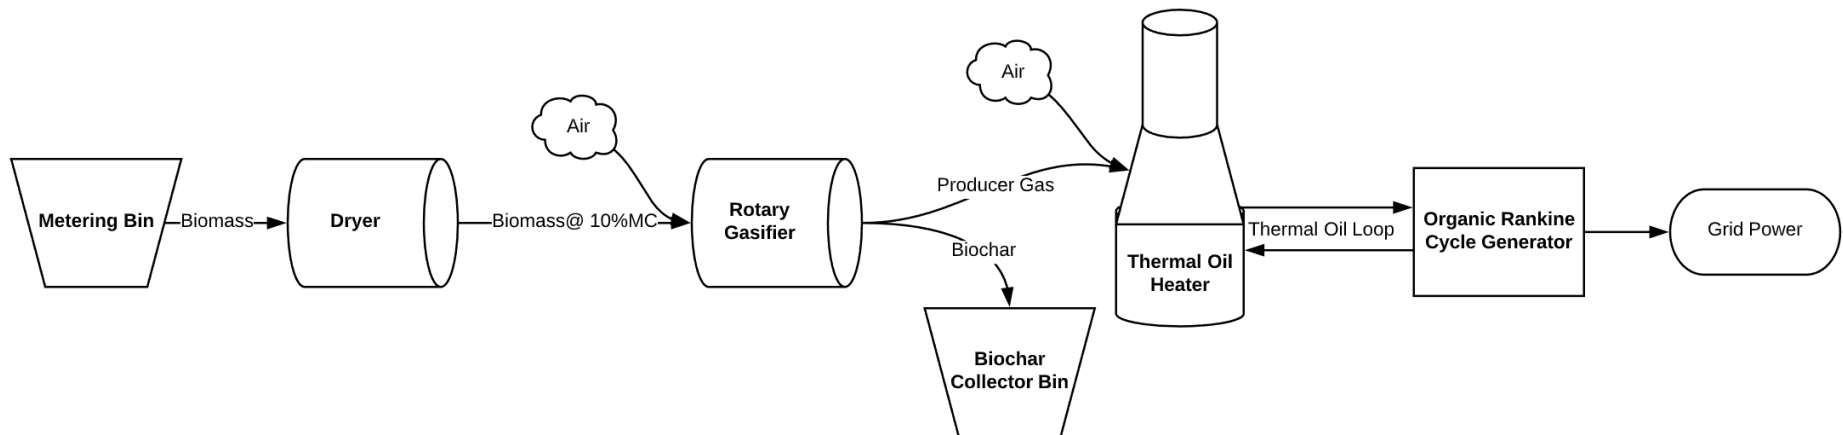 Metering Bin
Biomass
Dryer
Air
Biomass@ 10%MC
Rotary
Gasifier
Producer Gas
Biochar
Biochar
Collector Bin
Air
Thermal Oil
Heater
Thermal Oil Loop
Organic Rankine
Cycle Generator
Grid Power